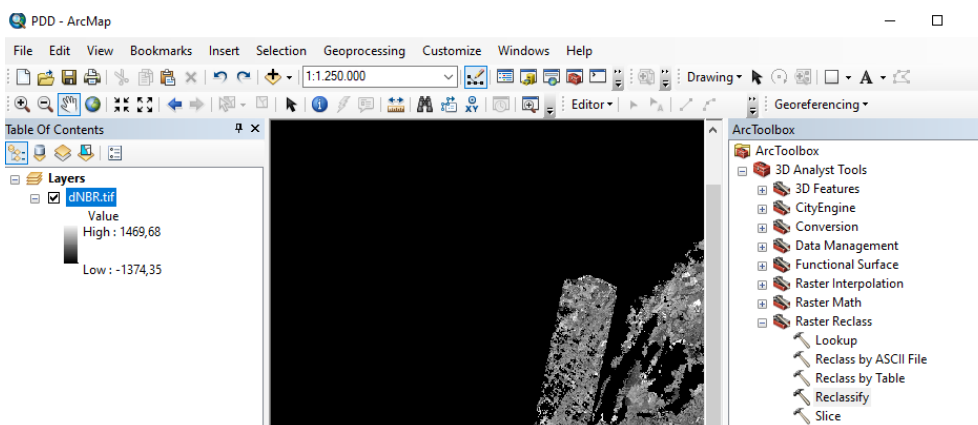 PDD - ArcMap
File Edit View Bookmarks Insert Selection Geoprocessing Customize Windows Help
1:1.250.000 Drawing
Editor Georeferencing
Table Of Contents
Layers
dNBR.tif
Value
High : 1469,68
Low : -1374,35
ArcToolbox
ArcToolbox
3D Analyst Tools
3D Features
CityEngine
Conversion
Data Management
Functional Surface
Raster Interpolation
Raster Math
Raster Reclass
Lookup
Reclass by ASCII File
Reclass by Table
Reclassify
Slice